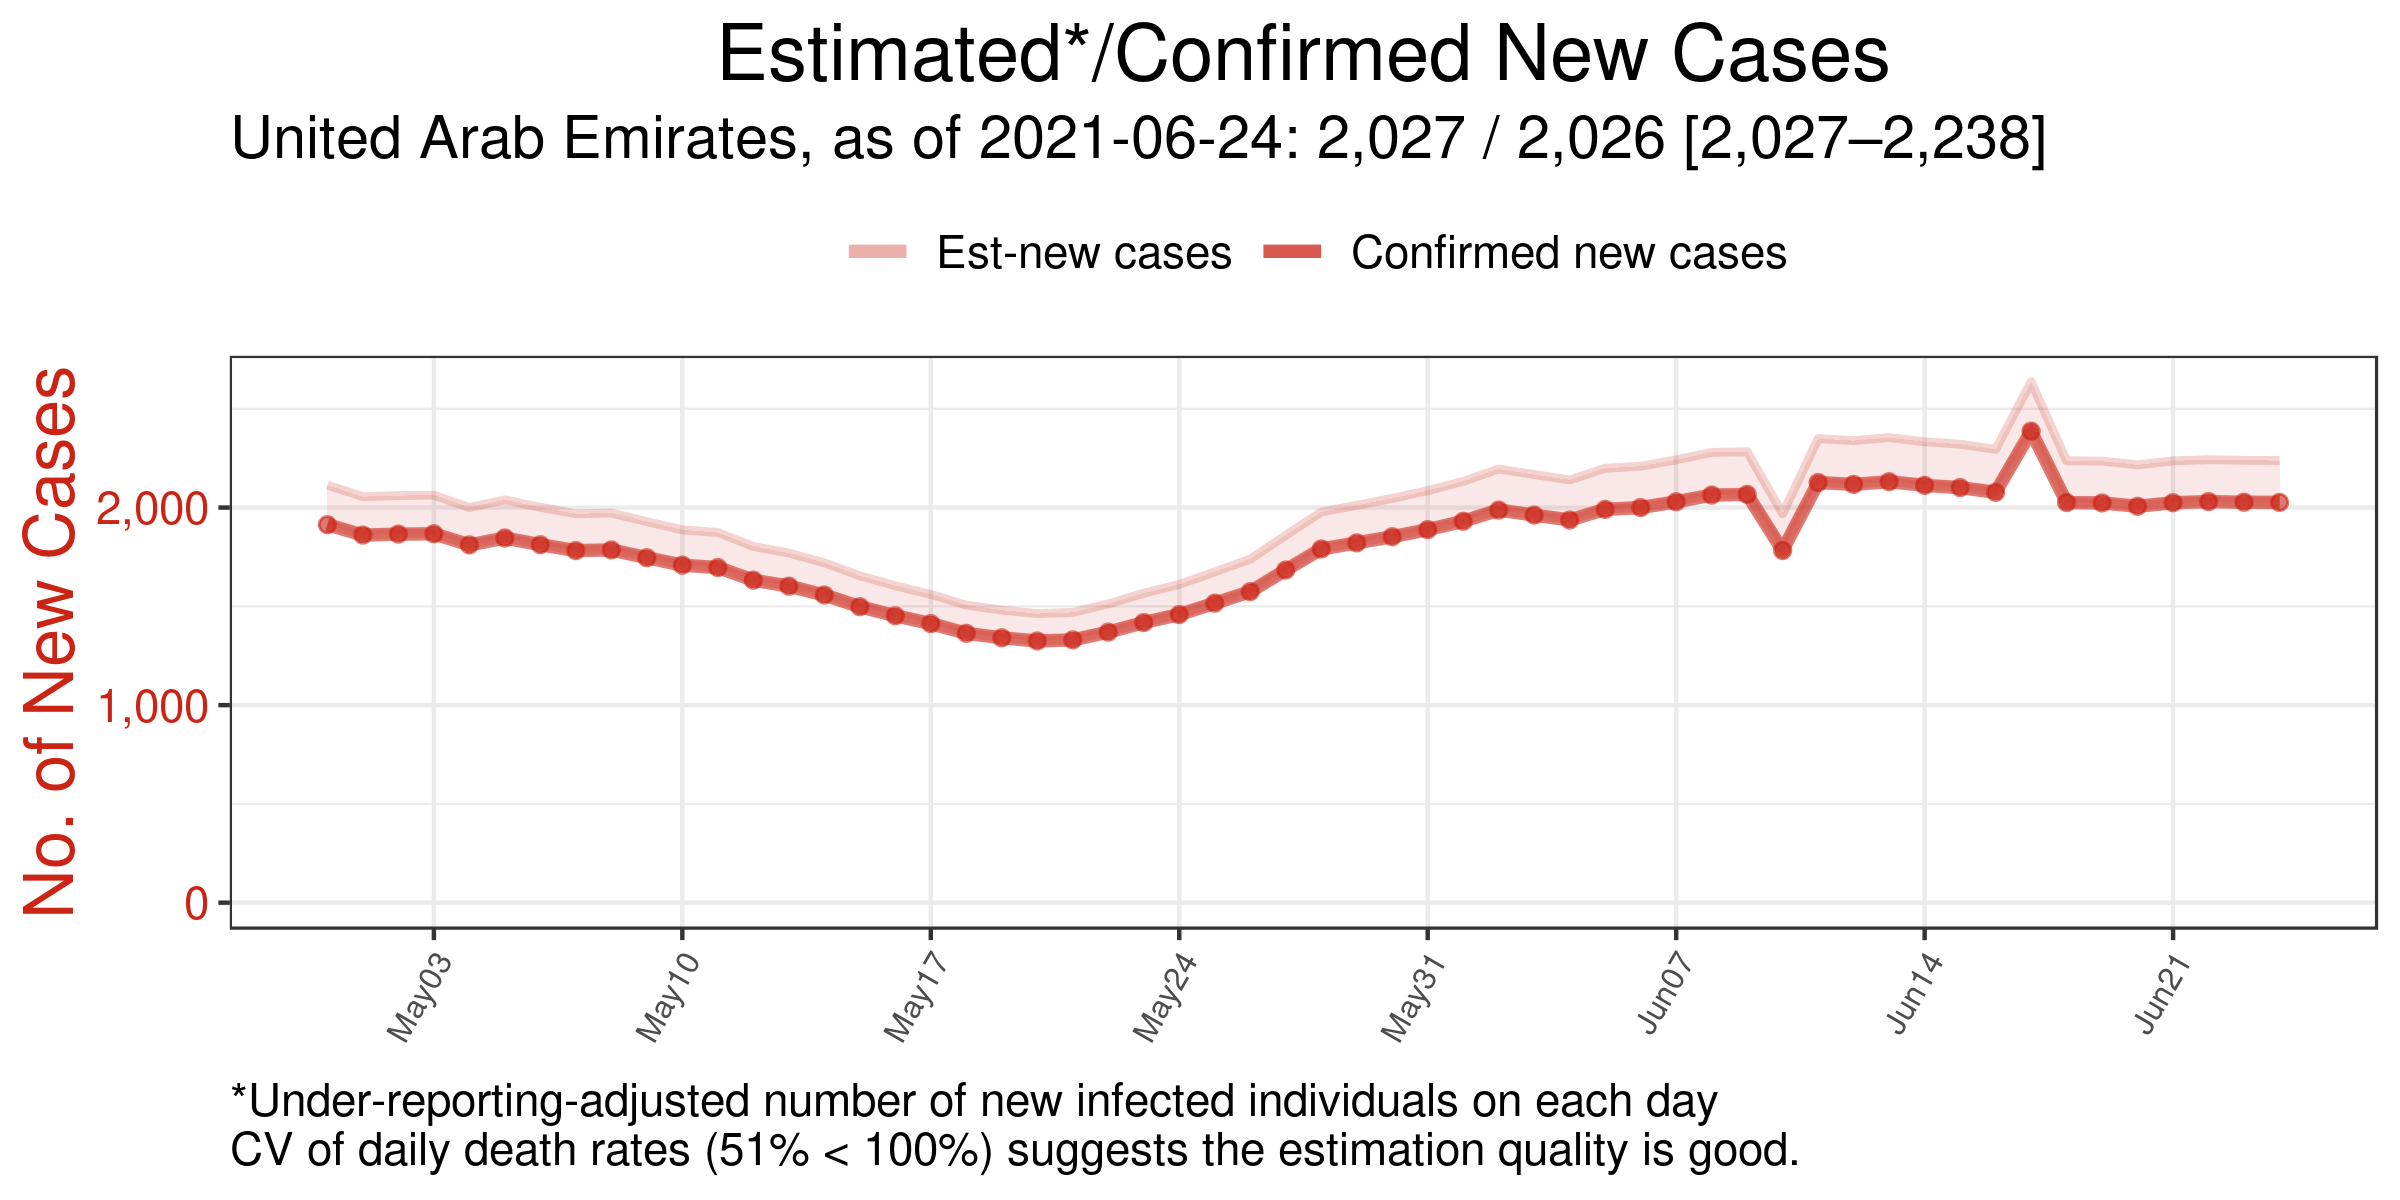 Estimated*/Confirmed New Cases
United Arab Emirates, as of 2021-06-24: 2,027 / 2,026 [2,027–2,238]
Est-new cases Confirmed new cases
No. of New Cases
2,000
1,000
0
May03 May10 May17 May24 May31 Jun07 Jun14 Jun21
*Under-reporting-adjusted number of new infected individuals on each day
CV of daily death rates (51% < 100%) suggests the estimation quality is good.